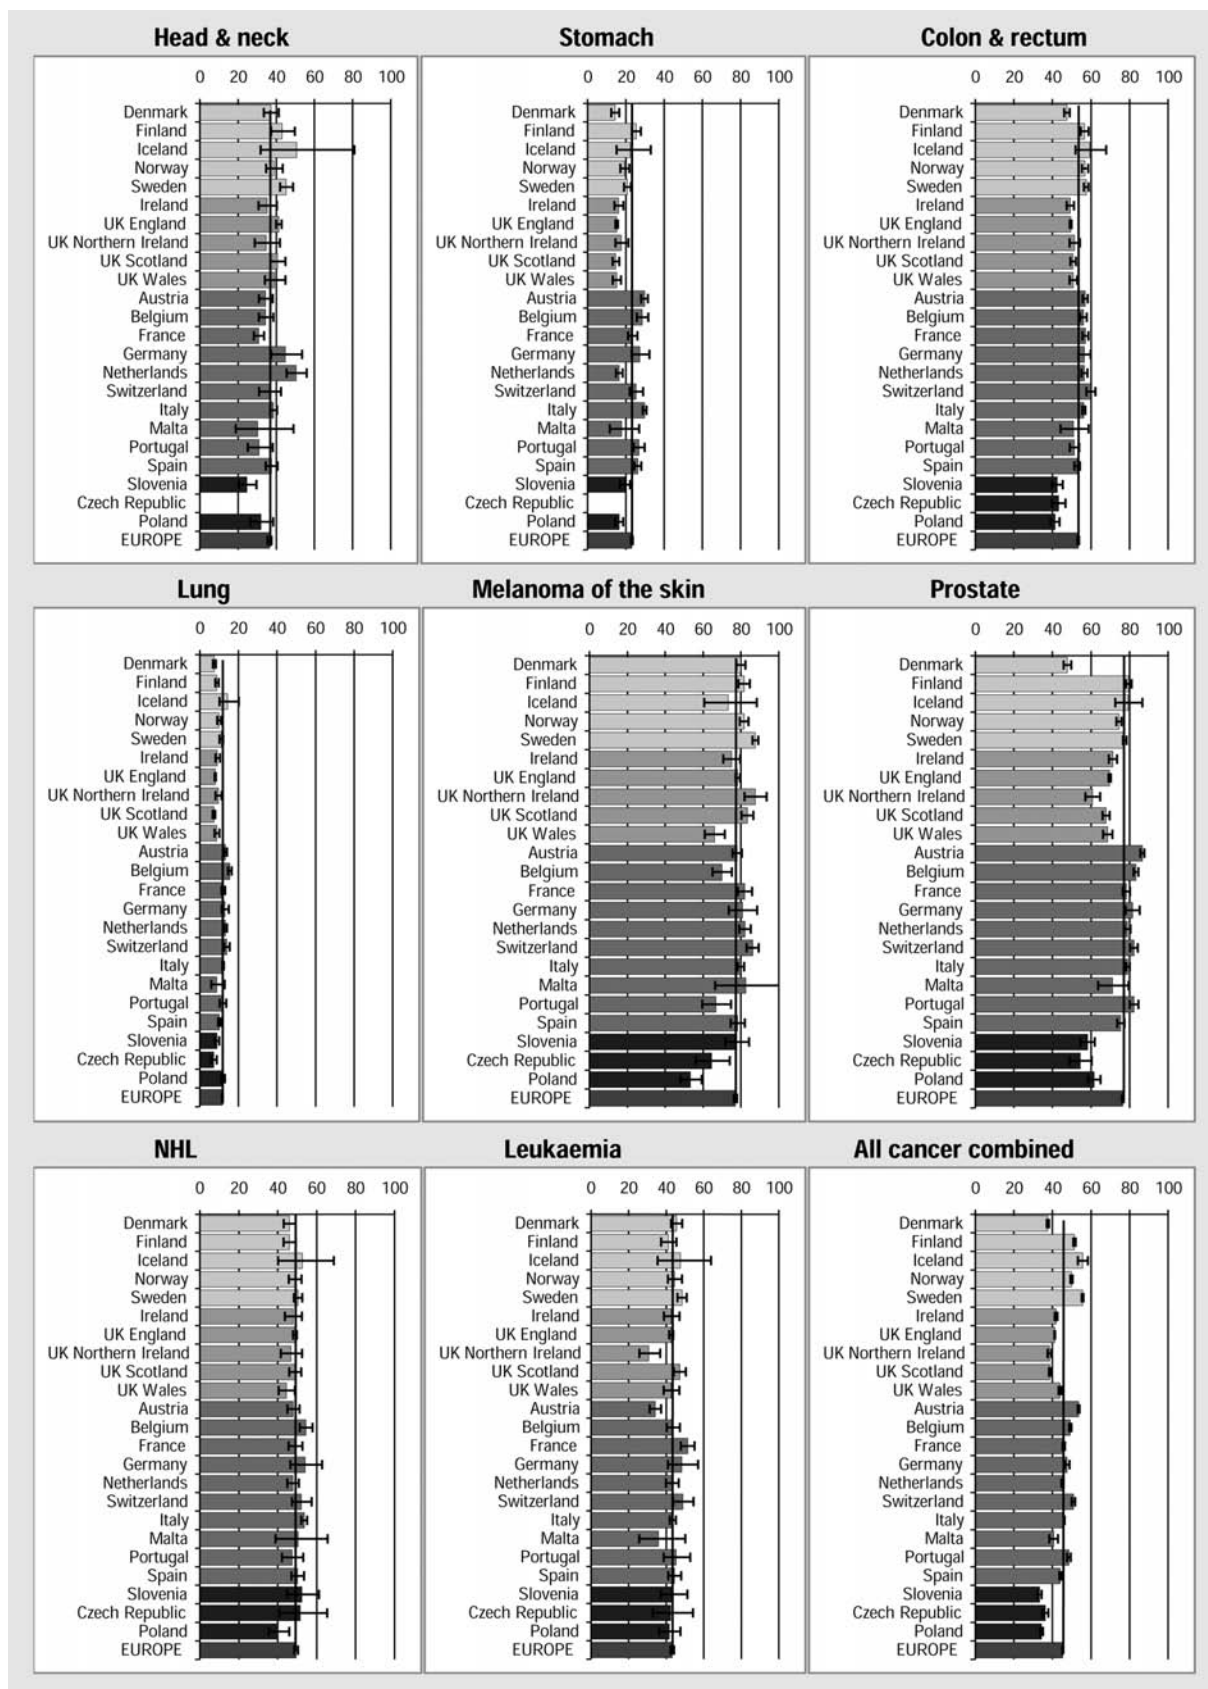 Head & neck
0 20 40 60 80 100
Denmark
Finland
Iceland
Norway
Sweden
Ireland
UK England
UK Northern Ireland
UK Scotland
UK Wales
Austria
Belgium
France
Germany
Netherlands
Switzerland
Italy
Malta
Portugal
Spain
Slovenia
Czech Republic
Poland
EUROPE
Stomach
0 20 40 60 80 100
Denmark
Finland
Iceland
Norway
Sweden
Ireland
UK England
UK Northern Ireland
UK Scotland
UK Wales
Austria
Belgium
France
Germany
Netherlands
Switzerland
Italy
Malta
Portugal
Spain
Slovenia
Czech Republic
Poland
EUROPE
Colon & rectum
0 20 40 60 80 100
Denmark
Finland
Iceland
Norway
Sweden
Ireland
UK England
UK Northern Ireland
UK Scotland
UK Wales
Austria
Belgium
France
Germany
Netherlands
Switzerland
Italy
Malta
Portugal
Spain
Slovenia
Czech Republic
Poland
EUROPE
Lung
0 20 40 60 80 100
Denmark
Finland
Iceland
Norway
Sweden
Ireland
UK England
UK Northern Ireland
UK Scotland
UK Wales
Austria
Belgium
France
Germany
Netherlands
Switzerland
Italy
Malta
Portugal
Spain
Slovenia
Czech Republic
Poland
EUROPE
Melanoma of the skin
0 20 40 60 80 100
Denmark
Finland
Iceland
Norway
Sweden
Ireland
UK England
UK Northern Ireland
UK Scotland
UK Wales
Austria
Belgium
France
Germany
Netherlands
Switzerland
Italy
Malta
Portugal
Spain
Slovenia
Czech Republic
Poland
EUROPE
Prostate
0 20 40 60 80 100
Denmark
Finland
Iceland
Norway
Sweden
Ireland
UK England
UK Northern Ireland
UK Scotland
UK Wales
Austria
Belgium
France
Germany
Netherlands
Switzerland
Italy
Malta
Portugal
Spain
Slovenia
Czech Republic
Poland
EUROPE
NHL
0 20 40 60 80 100
Denmark
Finland
Iceland
Norway
Sweden
Ireland
UK England
UK Northern Ireland
UK Scotland
UK Wales
Austria
Belgium
France
Germany
Netherlands
Switzerland
Italy
Malta
Portugal
Spain
Slovenia
Czech Republic
Poland
EUROPE
Leukaemia
0 20 40 60 80 100
Denmark
Finland
Iceland
Norway
Sweden
Ireland
UK England
UK Northern Ireland
UK Scotland
UK Wales
Austria
Belgium
France
Germany
Netherlands
Switzerland
Italy
Malta
Portugal
Spain
Slovenia
Czech Republic
Poland
EUROPE
All cancer combined
0 20 40 60 80 100
Denmark
Finland
Iceland
Norway
Sweden
Ireland
UK England
UK Northern Ireland
UK Scotland
UK Wales
Austria
Belgium
France
Germany
Netherlands
Switzerland
Italy
Malta
Portugal
Spain
Slovenia
Czech Republic
Poland
EUROPE